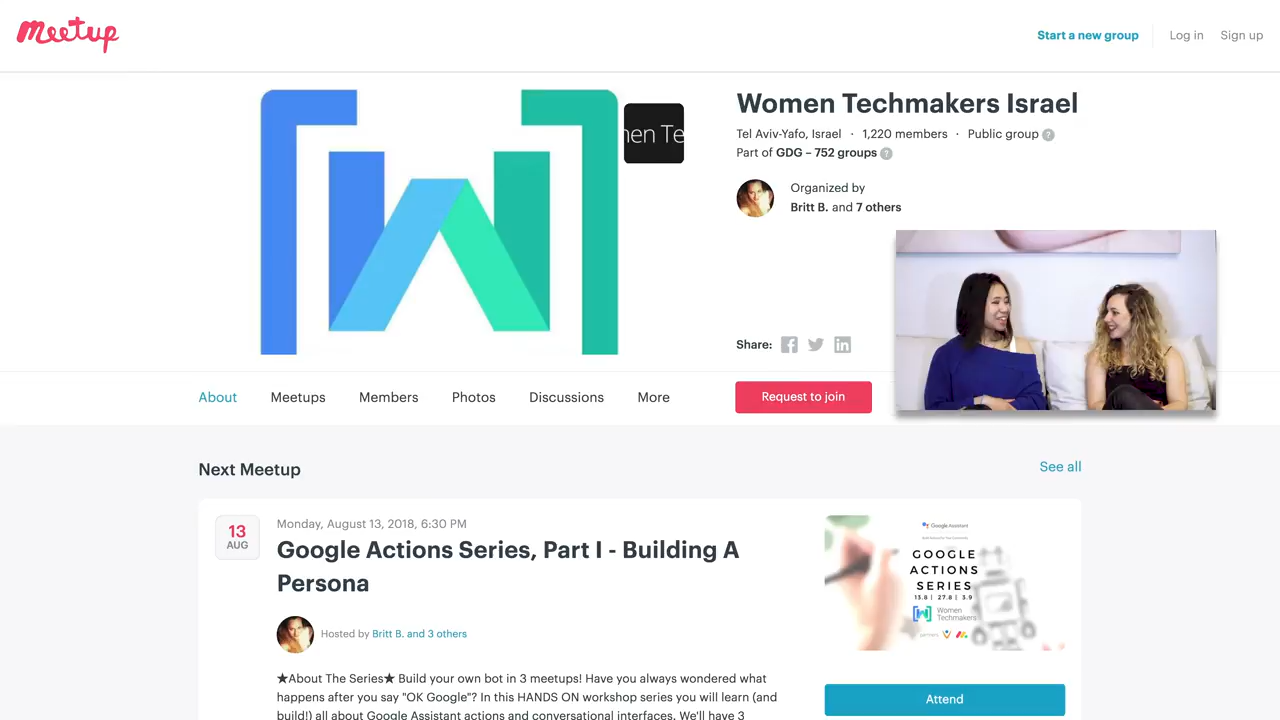 Meetup
Start a new group
Log in
Sign up
men Te
Women Techmakers Israel
Tel Aviv-Yafo, Israel · 1,220 members · Public group ?
Part of GDG – 752 groups ?
Organized by
Britt B. and 7 others
Share:
About
Meetups
Members
Photos
Discussions
More
Request to join
Next Meetup
See all
13
AUG
Monday, August 13, 2018, 6:30 PM
Google Actions Series, Part I - Building A
Persona
Hosted by Britt B. and 3 others
★About The Series★ Build your own bot in 3 meetups! Have you always wondered what
happens after you say "OK Google"? In this HANDS ON workshop series you will learn (and
build!) all about Google Assistant actions and conversational interfaces. We'll have 3
Google Assistant
GOOGLE
ACTIONS
SERIES
13.8 | 27.8 | 3.9
Women
Techmakers
partners
Attend